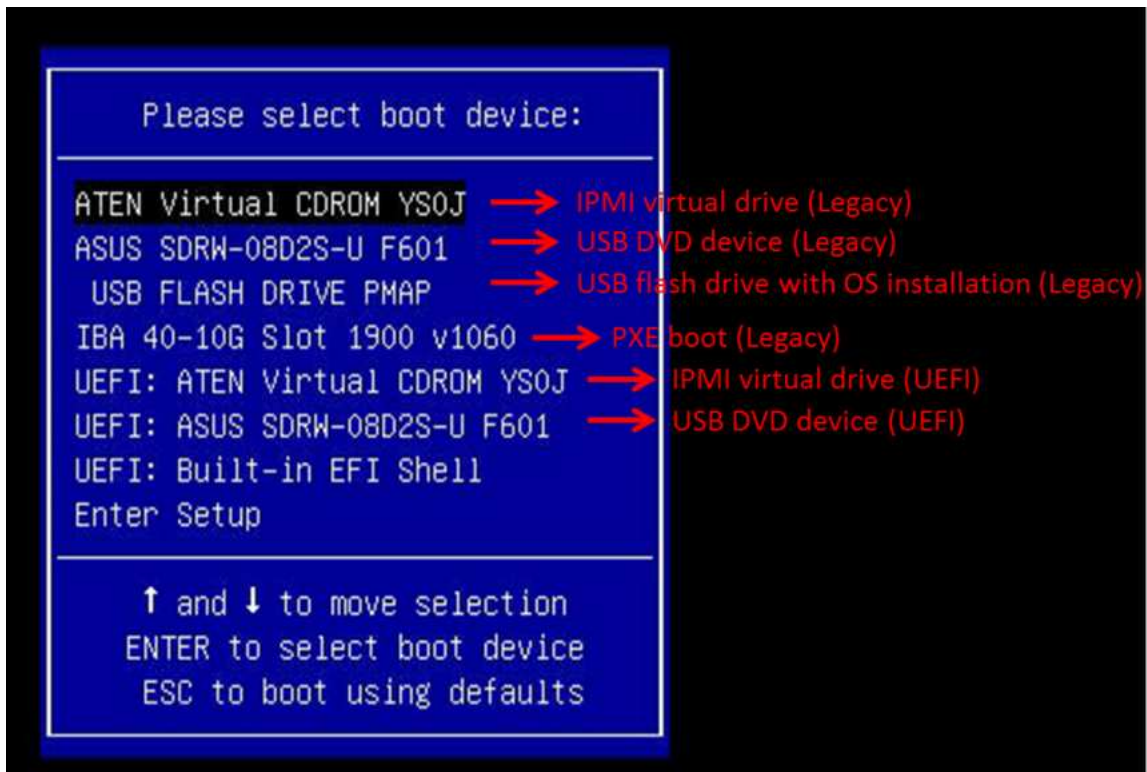 Please select boot device:
ATEN Virtual CDROM YS0J → IPMI virtual drive (Legacy)
ASUS SDRW-08D2S-U F601 → USB DVD device (Legacy)
USB FLASH DRIVE PMAP → USB flash drive with OS installation (Legacy)
IBA 40-10G Slot 1900 v1060 → PXE boot (Legacy)
UEFI: ATEN Virtual CDROM YS0J → IPMI virtual drive (UEFI)
UEFI: ASUS SDRW-08D2S-U F601 → USB DVD device (UEFI)
UEFI: Built-in EFI Shell
Enter Setup
↑ and ↓ to move selection
ENTER to select boot device
ESC to boot using defaults